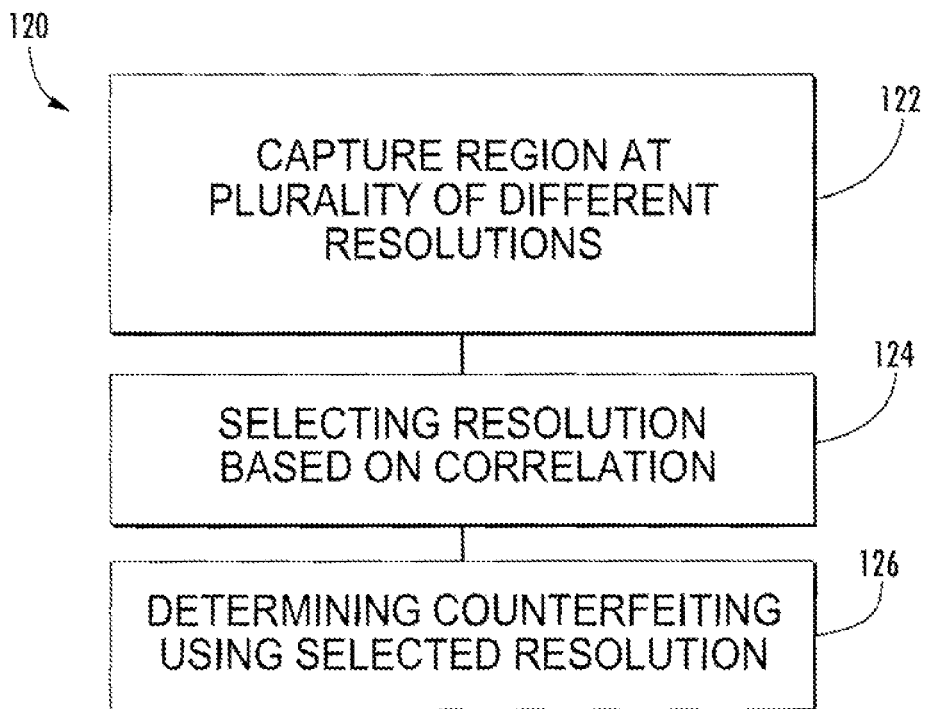 120
122
CAPTURE REGION AT
PLURALITY OF DIFFERENT
RESOLUTIONS
124
SELECTING RESOLUTION
BASED ON CORRELATION
126
DETERMINING COUNTERFEITING
USING SELECTED RESOLUTION